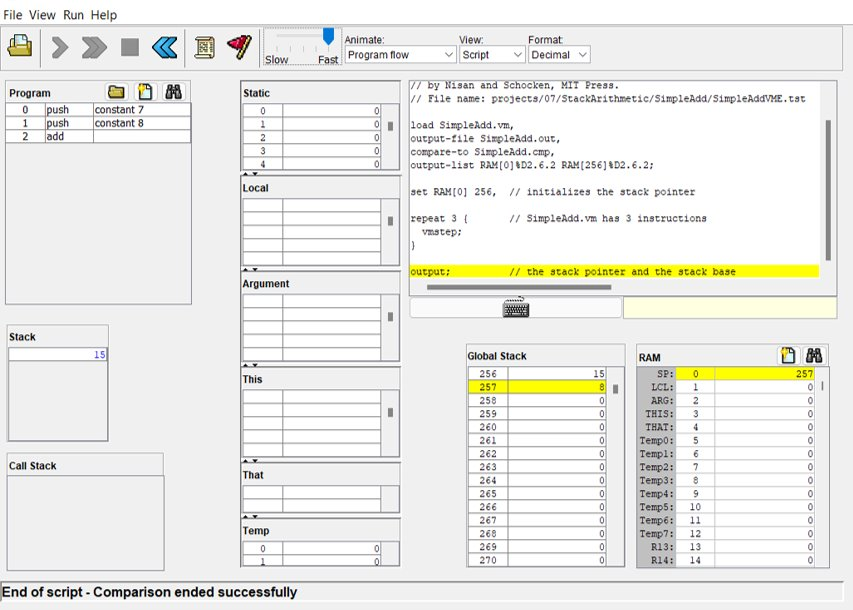 File View Run Help
Slow Fast
Animate:
Program flow
View:
Script
Format:
Decimal
Program
0 push constant 7
1 push constant 8
2 add
Stack
15
Call Stack
Static
0 0
1 0
2 0
3 0
4 0
Local
Argument
This
That
Temp
0 0
1 0
// by Nisan and Schocken, MIT Press.
// File name: projects/07/StackArithmetic/SimpleAdd/SimpleAddVME.tst
load SimpleAdd.vm,
output-file SimpleAdd.out,
compare-to SimpleAdd.cmp,
output-list RAM[0]%D2.6.2 RAM[256]%D2.6.2;
set RAM[0] 256, // initializes the stack pointer
repeat 3 { // SimpleAdd.vm has 3 instructions
vmstep;
}
output; // the stack pointer and the stack base
Global Stack
256 15
257 8
258 0
259 0
260 0
261 0
262 0
263 0
264 0
265 0
266 0
267 0
268 0
269 0
270 0
RAM
SP: 0 257
LCL: 1 0
ARG: 2 0
THIS: 3 0
THAT: 4 0
Temp0: 5 0
Temp1: 6 0
Temp2: 7 0
Temp3: 8 0
Temp4: 9 0
Temp5: 10 0
Temp6: 11 0
Temp7: 12 0
R13: 13 0
R14: 14 0
End of script - Comparison ended successfully